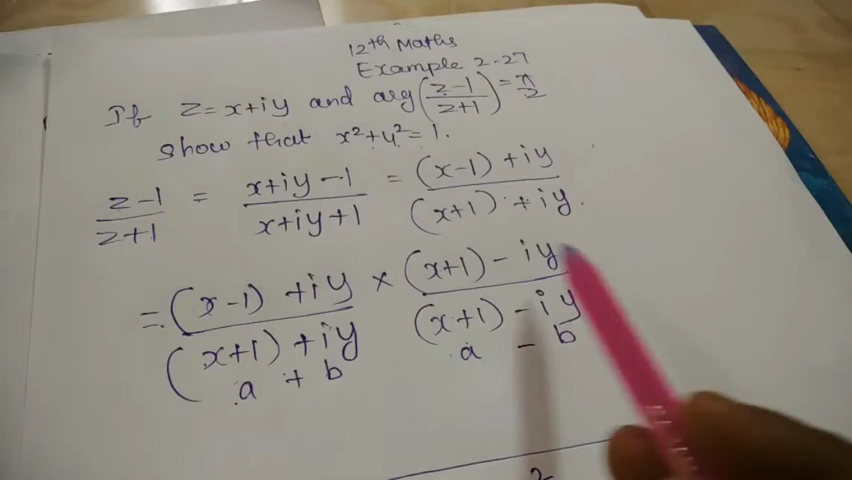 12th Maths
Example 2.27
If z=x+iy and arg(z-1/z+1)=π/2
show that x²+y²=1.
z-1/z+1 = x+iy-1/x+iy+1 = (x-1)+iy/(x+1)+iy.
= (x-1)+iy/(x+1)+iy × (x+1)-iy/(x+1)-iy
a + b a - b
2